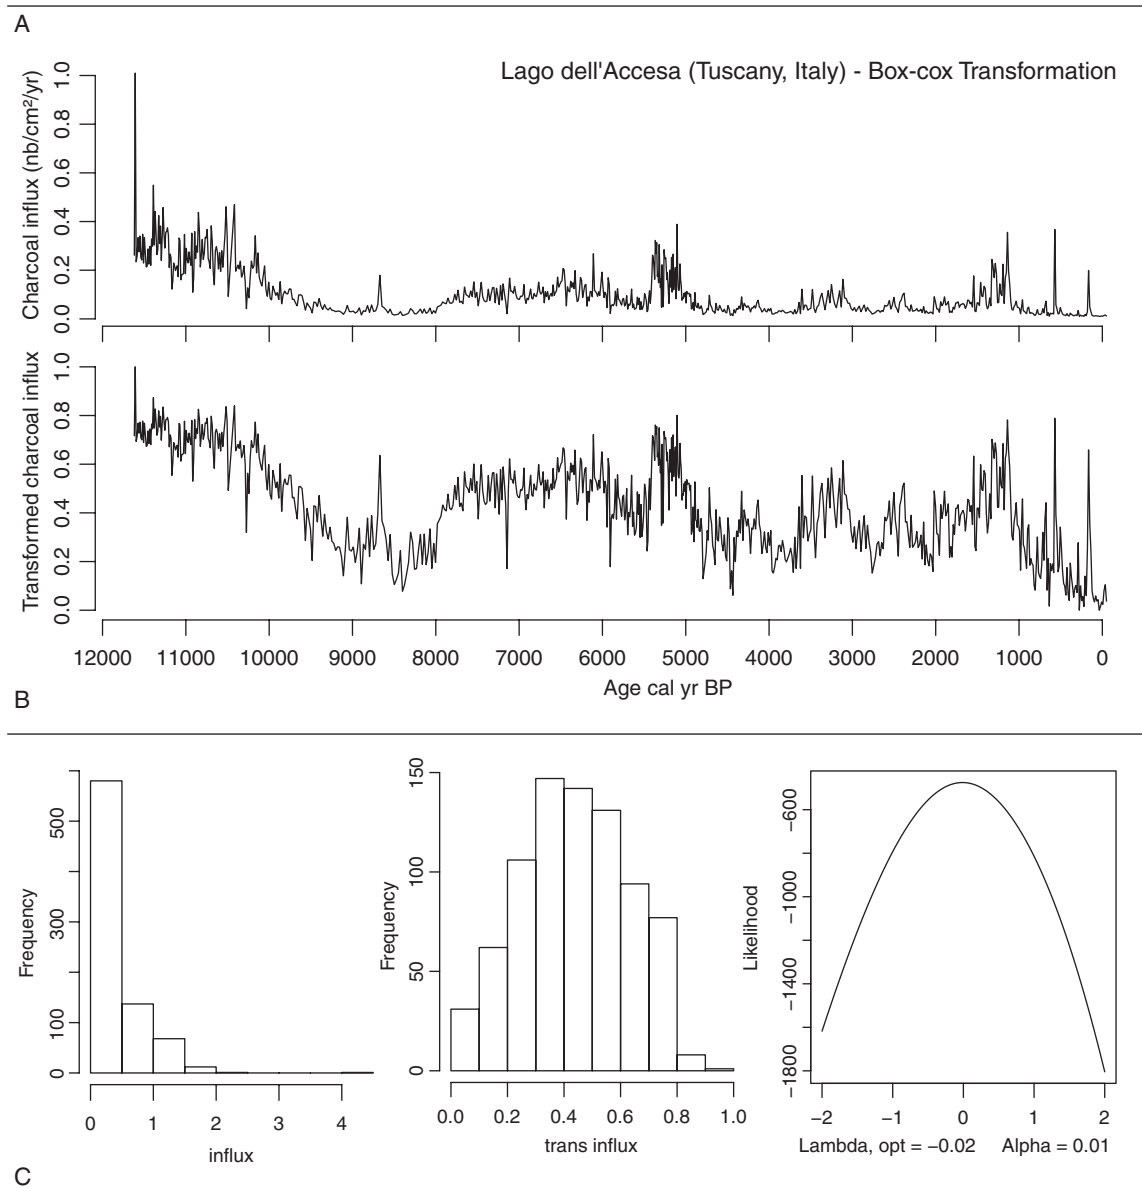 A
Lago dell'Accesa (Tuscany, Italy) - Box-cox Transformation
Charcoal influx (nb/cm²/yr)
0.0 0.2 0.4 0.6 0.8 1.0
Transformed charcoal influx
0.0 0.2 0.4 0.6 0.8 1.0
12000 11000 10000 9000 8000 7000 6000 5000 4000 3000 2000 1000 0
Age cal yr BP
B
Frequency
0 100 300 500
0 1 2 3 4
influx
Frequency
0 50 100 150
0.0 0.2 0.4 0.6 0.8 1.0
trans influx
Likelihood
−1800 −1400 −1000 −600
−2 −1 0 1 2
Lambda, opt = −0.02 Alpha = 0.01
C